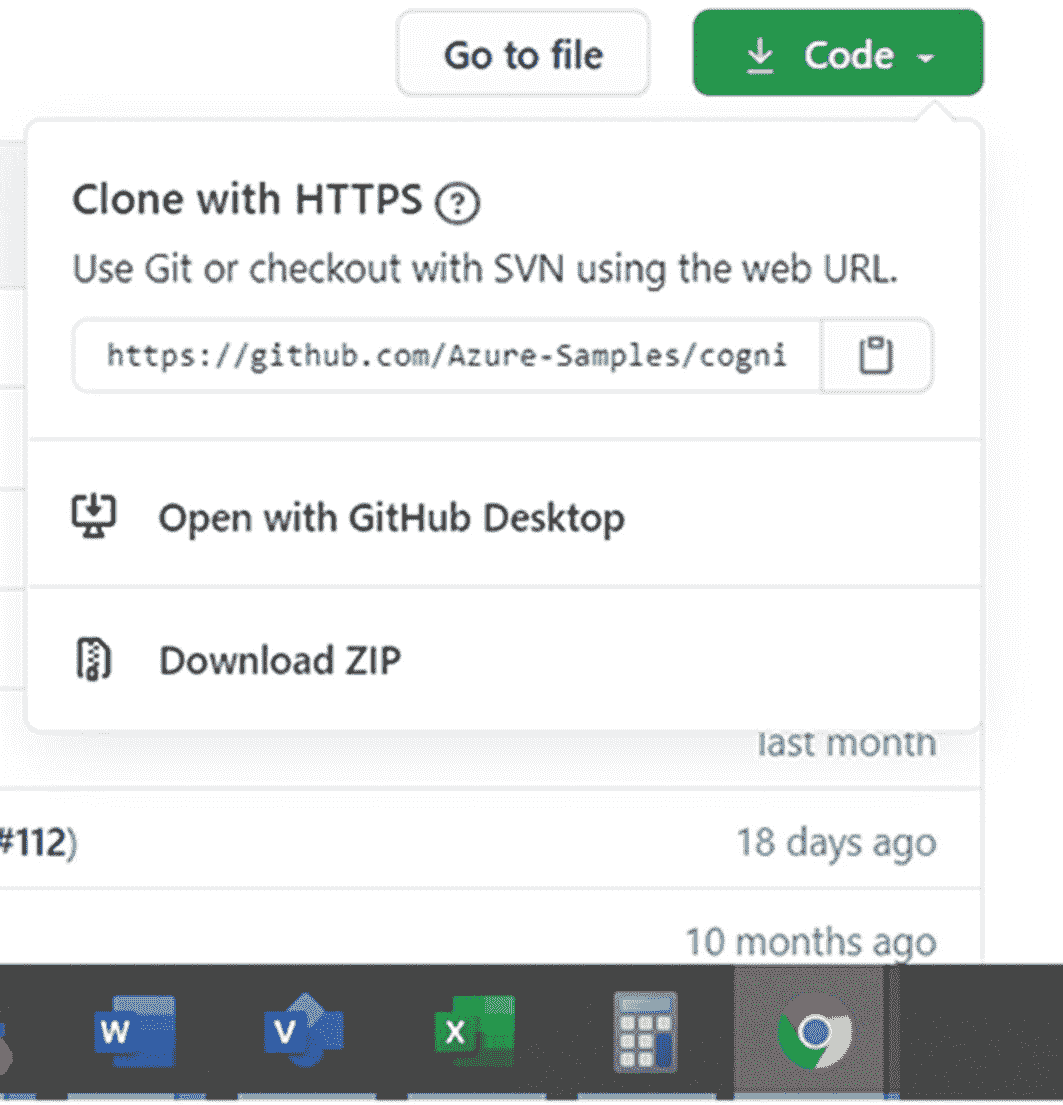 Go to file
Code
Clone with HTTPS ?
Use Git or checkout with SVN using the web URL.
https://github.com/Azure-Samples/cogni
Open with GitHub Desktop
Download ZIP
last month
#112)
18 days ago
10 months ago
W
V
X